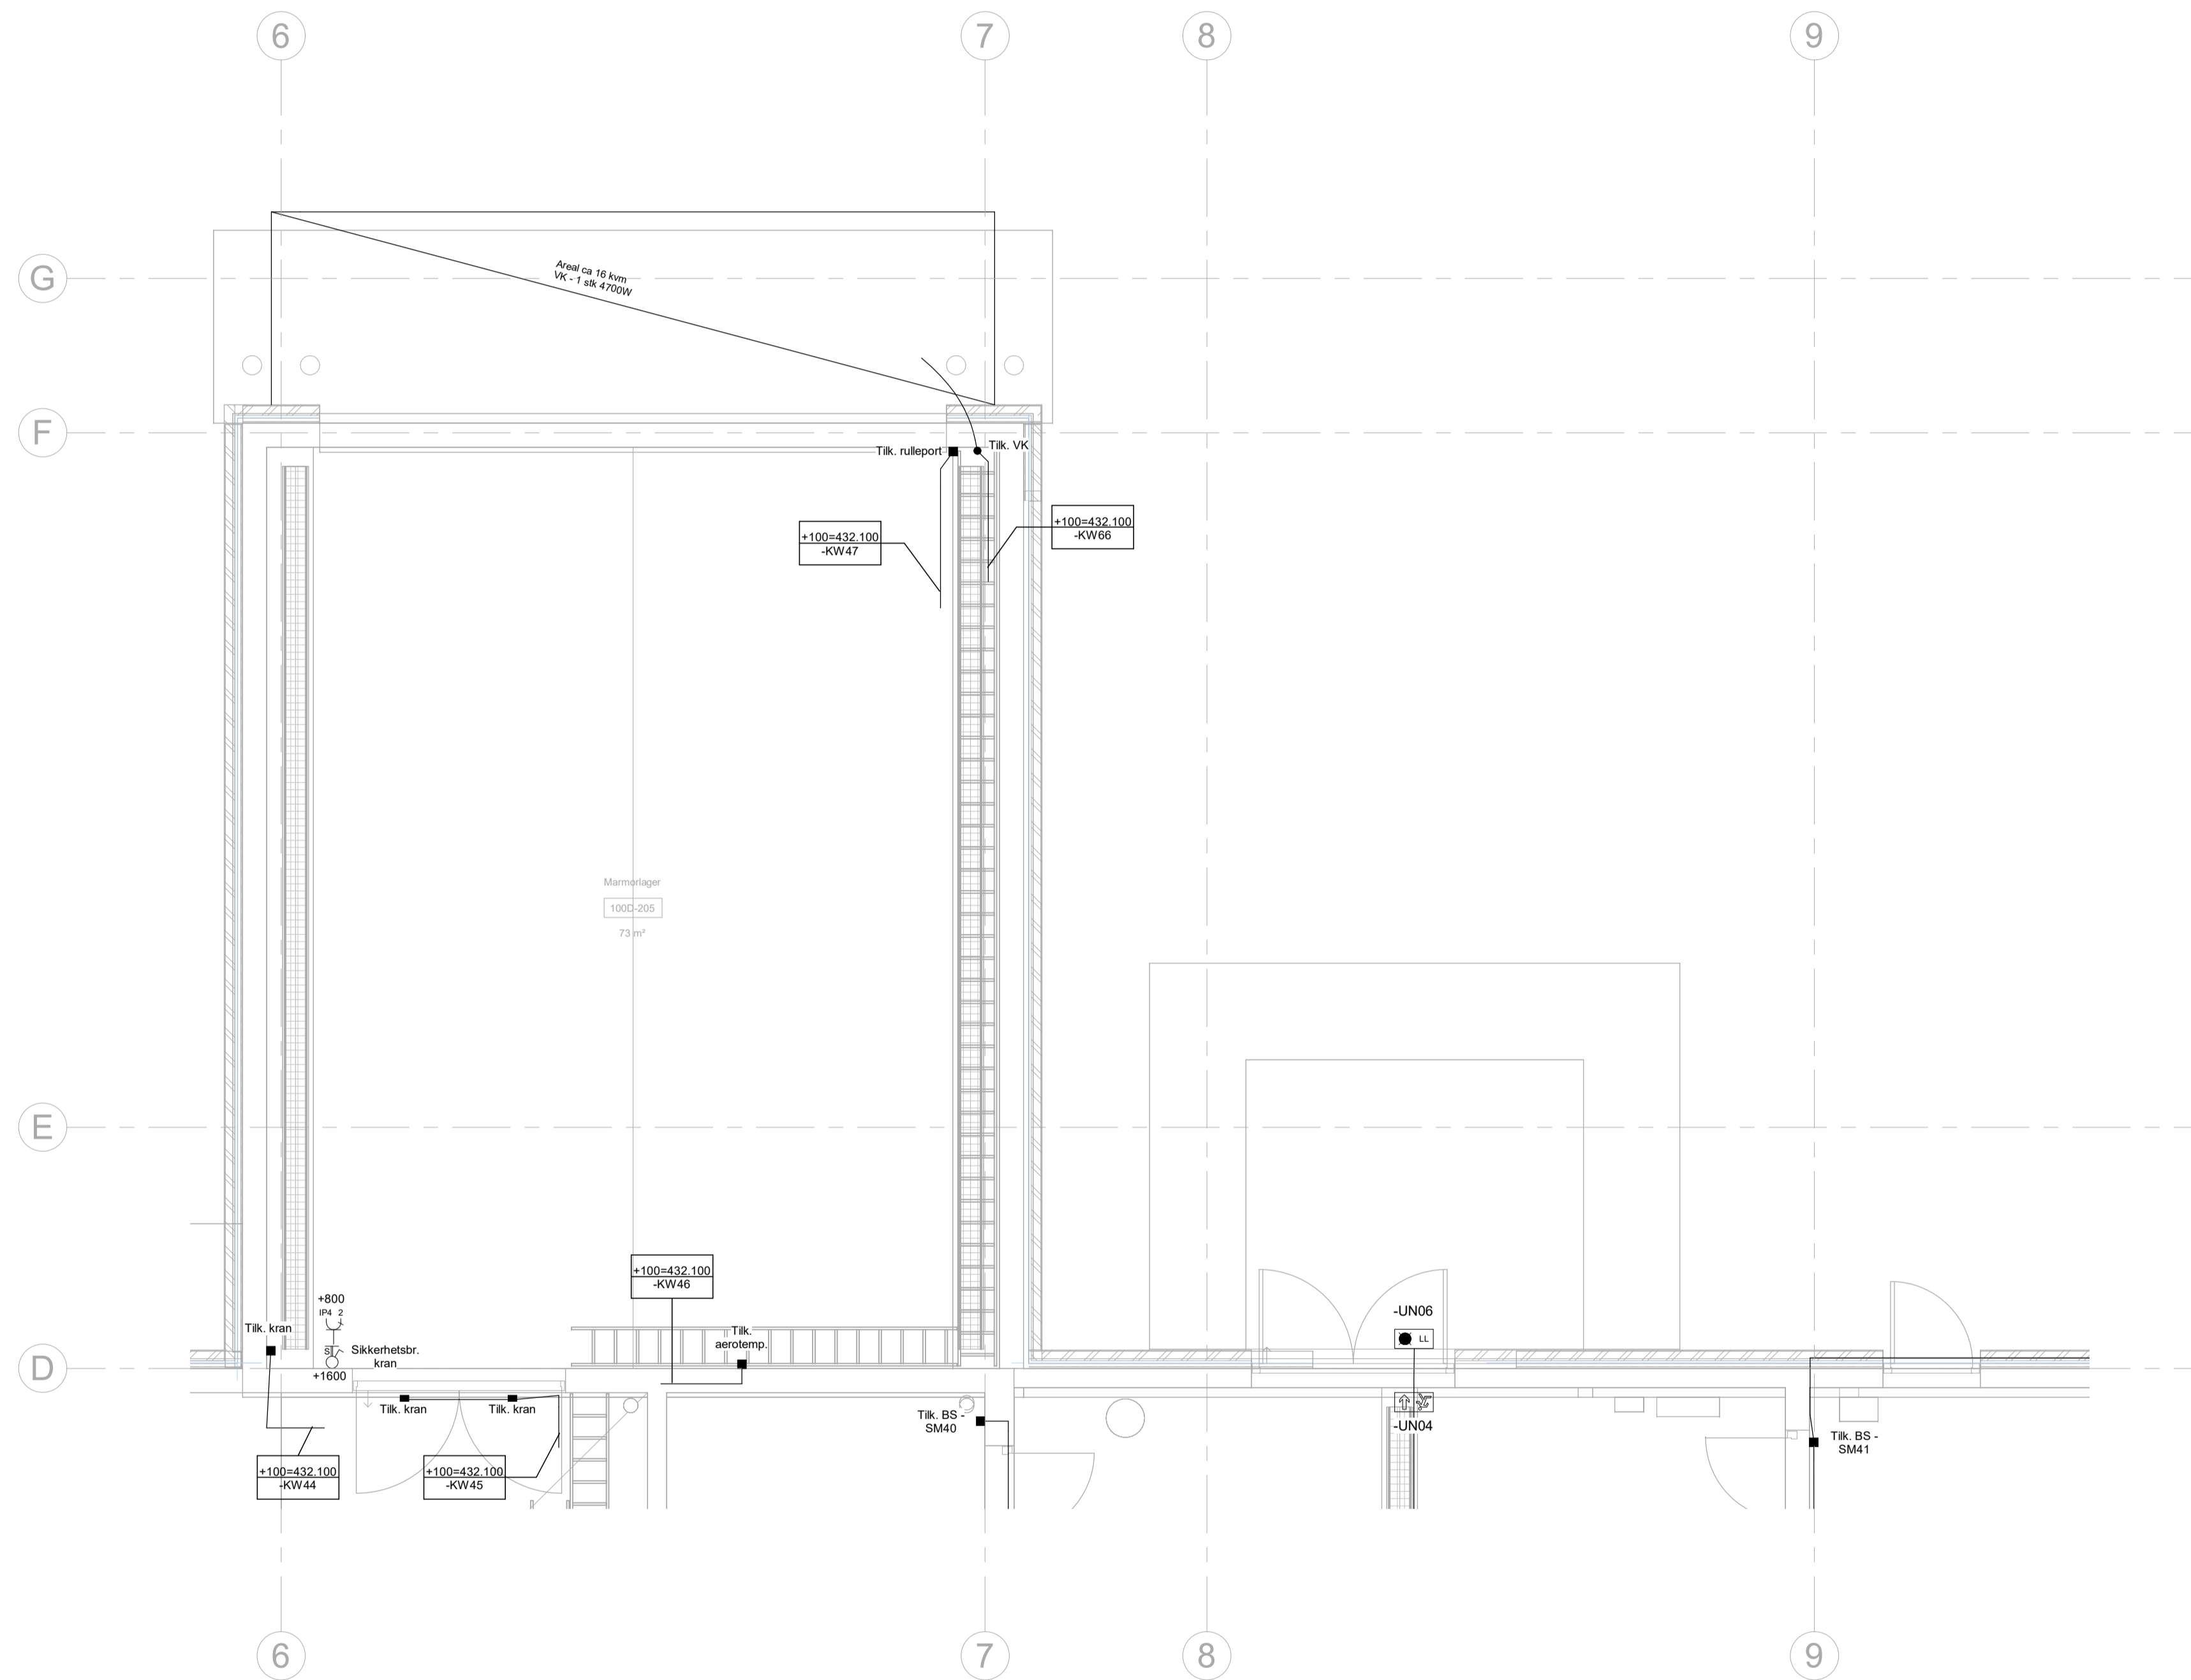 6
7
8
9
G
Areal ca 16 kvm
VK - 1 stk 4700W
F
Tilk. rulleport
Tilk. VK
+100=432.100
-KW47
+100=432.100
-KW66
Marmorlager
100D-205
73 m²
E
+100=432.100
-KW46
+800
IP4 2
Tilk. kran
S
Sikkerhetsbr.
kran
+1600
Tilk.
aerotemp.
-UN06
LL
D
Tilk. kran
Tilk. kran
Tilk. BS -
SM40
-UN04
Tilk. BS -
SM41
+100=432.100
-KW44
+100=432.100
-KW45
6
7
8
9